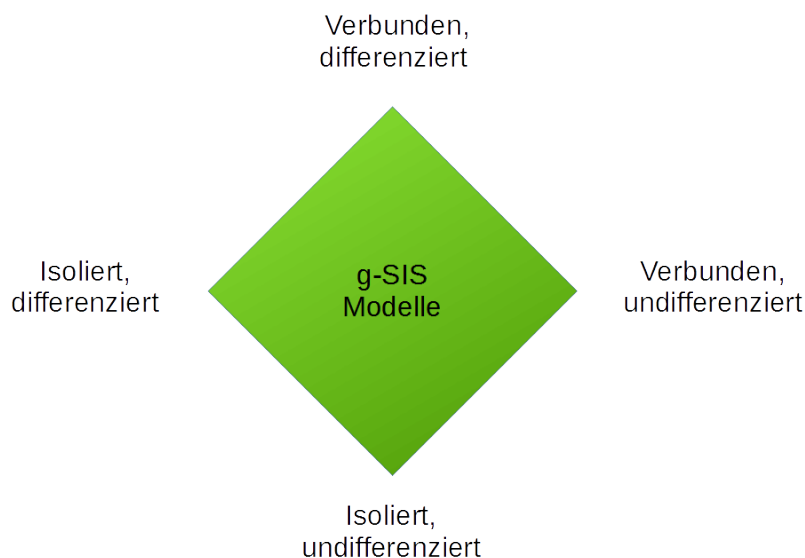 Verbunden,
differenziert
Isoliert,
differenziert
g-SIS
Modelle
Verbunden,
undifferenziert
Isoliert,
undifferenziert